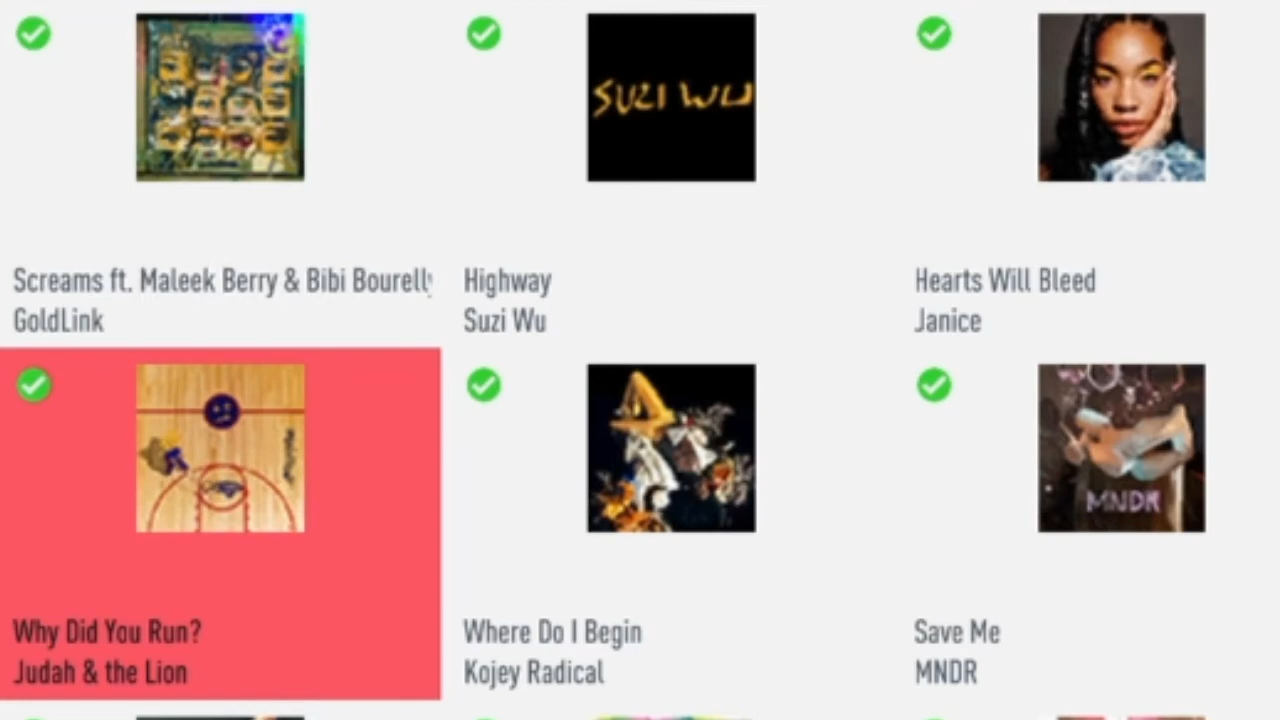 SUZI WU
Screams ft. Maleek Berry & Bibi Bourelly
GoldLink
Highway
Suzi Wu
Hearts Will Bleed
Janice
MNDR
Why Did You Run?
Judah & the Lion
Where Do I Begin
Kojey Radical
Save Me
MNDR